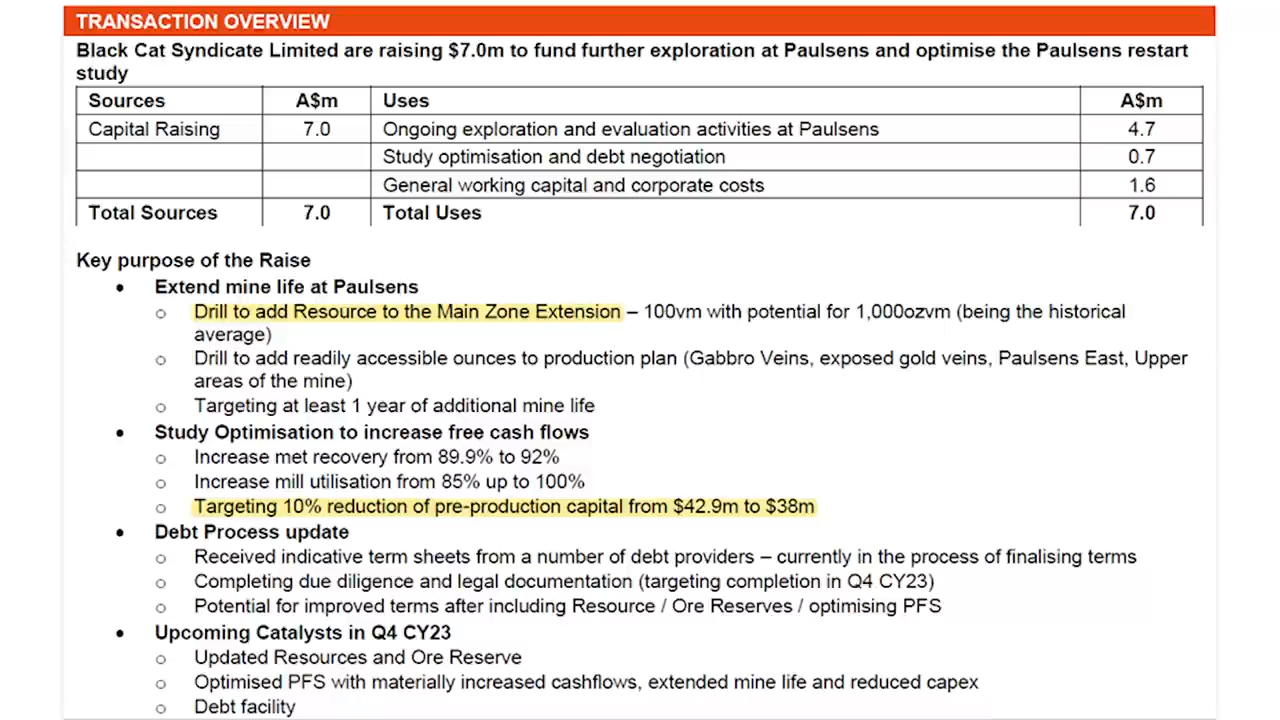 TRANSACTION OVERVIEW
Black Cat Syndicate Limited are raising $7.0m to fund further exploration at Paulsens and optimise the Paulsens restart
study
Sources A$m Uses A$m
Capital Raising 7.0 Ongoing exploration and evaluation activities at Paulsens 4.7
Study optimisation and debt negotiation 0.7
General working capital and corporate costs 1.6
Total Sources 7.0 Total Uses 7.0
Key purpose of the Raise
• Extend mine life at Paulsens
o Drill to add Resource to the Main Zone Extension – 100vm with potential for 1,000ozvm (being the historical
average)
o Drill to add readily accessible ounces to production plan (Gabbro Veins, exposed gold veins, Paulsens East, Upper
areas of the mine)
o Targeting at least 1 year of additional mine life
• Study Optimisation to increase free cash flows
o Increase met recovery from 89.9% to 92%
o Increase mill utilisation from 85% up to 100%
o Targeting 10% reduction of pre-production capital from $42.9m to $38m
• Debt Process update
o Received indicative term sheets from a number of debt providers – currently in the process of finalising terms
o Completing due diligence and legal documentation (targeting completion in Q4 CY23)
o Potential for improved terms after including Resource / Ore Reserves / optimising PFS
• Upcoming Catalysts in Q4 CY23
o Updated Resources and Ore Reserve
o Optimised PFS with materially increased cashflows, extended mine life and reduced capex
o Debt facility